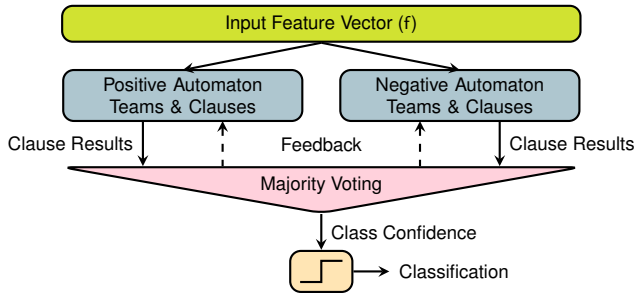 Input Feature Vector (f)
Positive Automaton
Teams & Clauses
Negative Automaton
Teams & Clauses
Clause Results
Feedback
Clause Results
Majority Voting
Class Confidence
Classification